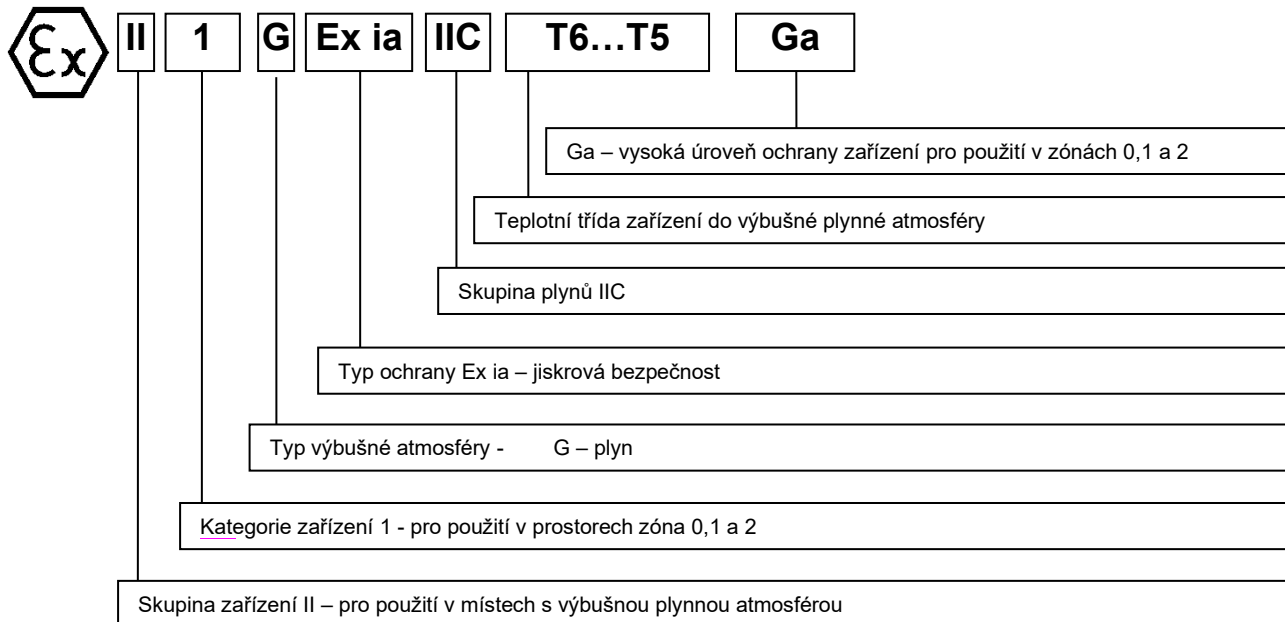 Ex II 1 G Ex ia IIC T6…T5 Ga
Ga – vysoká úroveň ochrany zařízení pro použití v zónách 0,1 a 2
Teplotní třída zařízení do výbušné plynné atmosféry
Skupina plynů IIC
Typ ochrany Ex ia – jiskrová bezpečnost
Typ výbušné atmosféry - G – plyn
Kategorie zařízení 1 - pro použití v prostorech zóna 0,1 a 2
Skupina zařízení II – pro použití v místech s výbušnou plynnou atmosférou